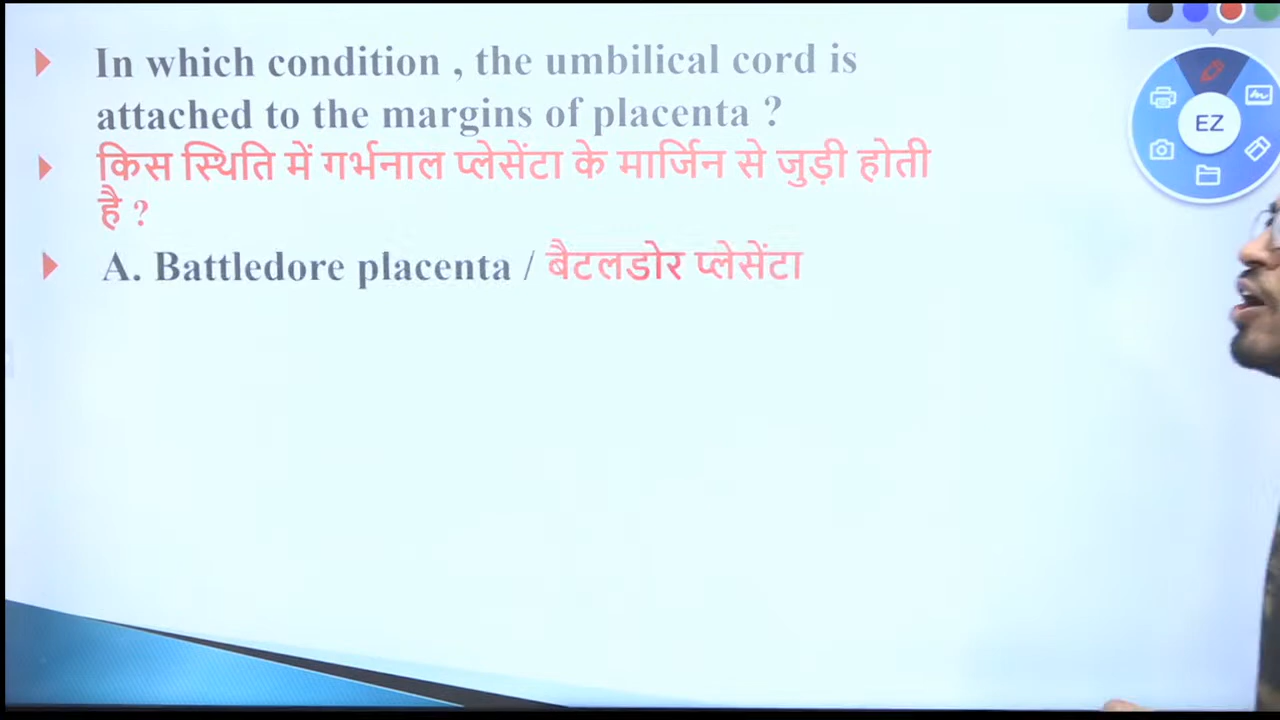 In which condition , the umbilical cord is
attached to the margins of placenta ?
किस स्थिति में गर्भनाल प्लेसेंटा के मार्जिन से जुड़ी होती
है ?
A. Battledore placenta / बैटलडोर प्लेसेंटा
EZ